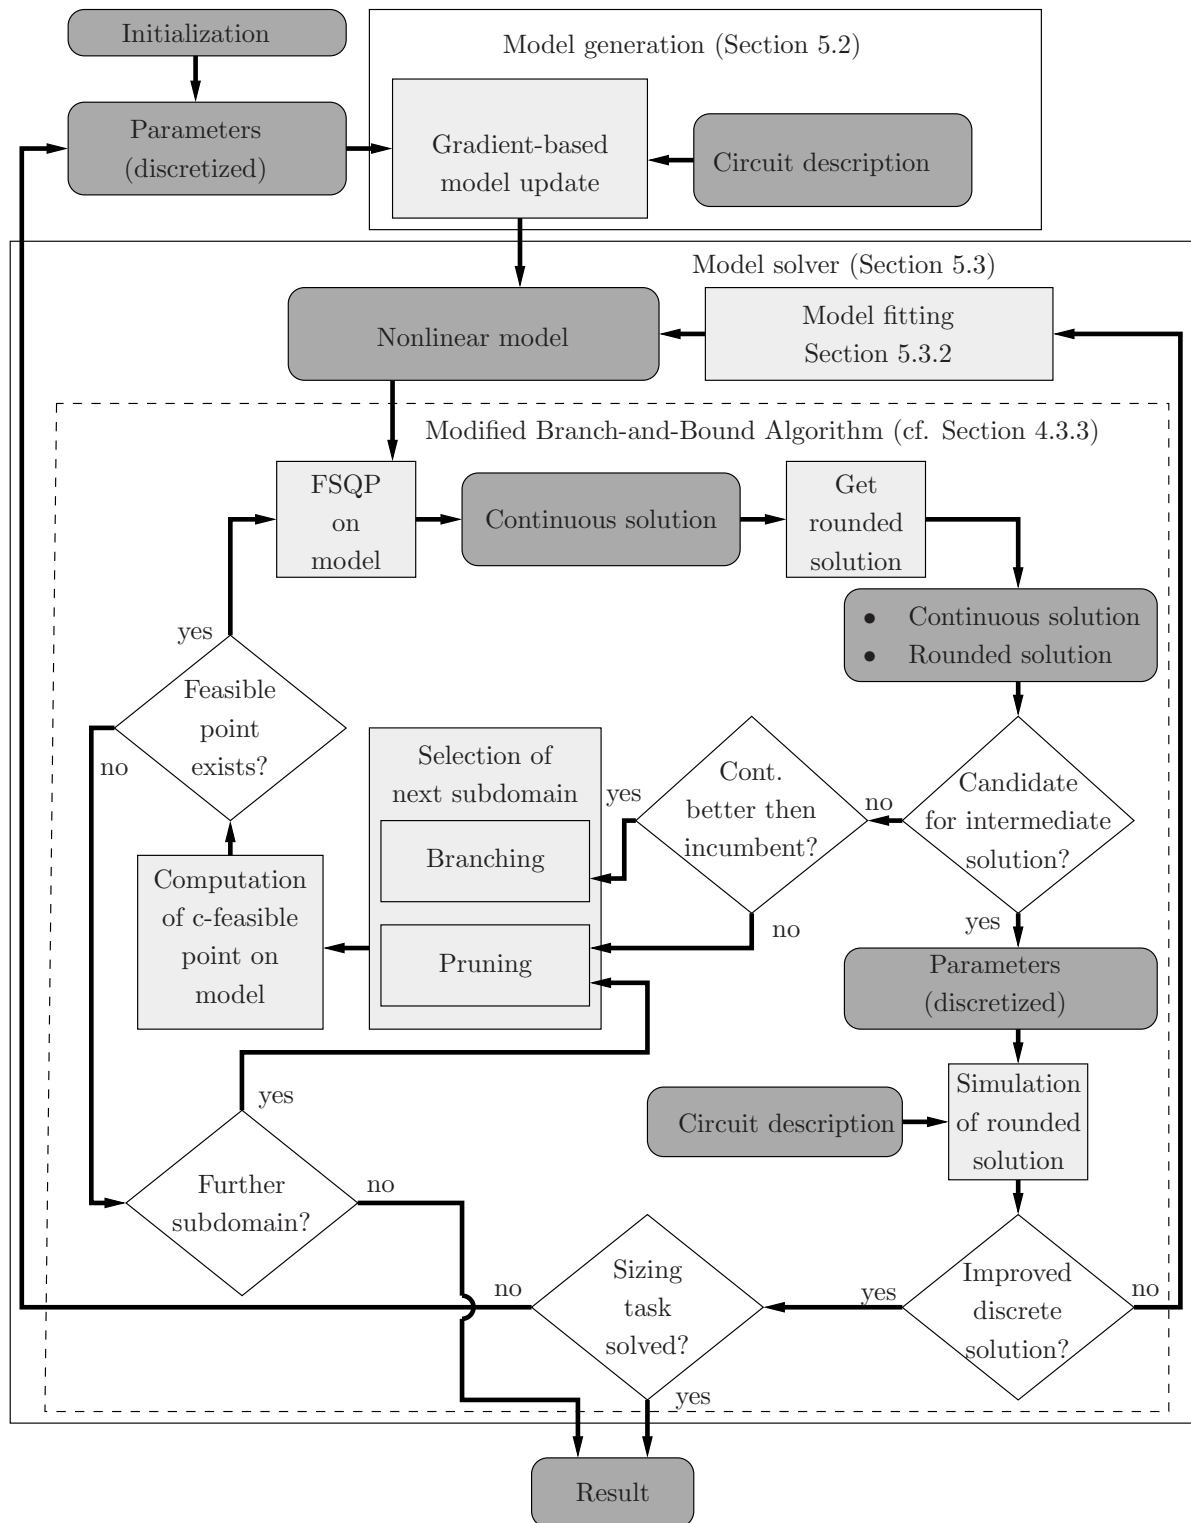 Initialization
Model generation (Section 5.2)
Parameters
(discretized)
Gradient-based
model update
Circuit description
Model solver (Section 5.3)
Nonlinear model
Model fitting
Section 5.3.2
Modified Branch-and-Bound Algorithm (cf. Section 4.3.3)
FSQP
on
model
Continuous solution
Get
rounded
solution
• Continuous solution
• Rounded solution
yes
Feasible
point
exists?
no
Selection of
next subdomain
Branching
Pruning
yes
Cont.
better then
incumbent?
no
no
Candidate
for intermediate
solution?
yes
Computation
of c-feasible
point on
model
Parameters
(discretized)
yes
Circuit description
Simulation
of rounded
solution
Further
subdomain?
no
no
Sizing
task
solved?
yes
yes
Improved
discrete
solution?
no
Result